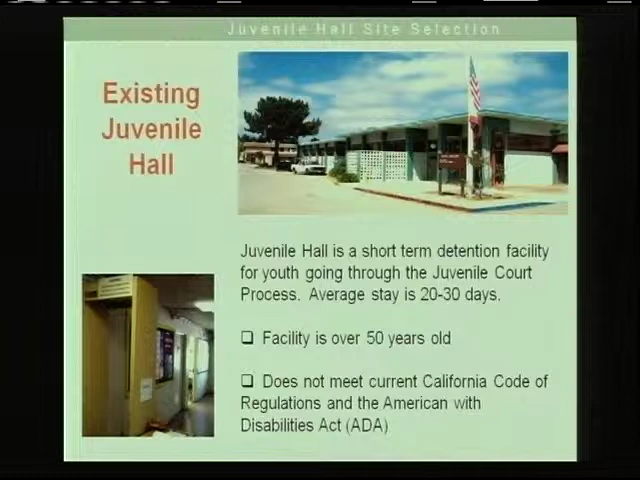 Juvenile Hall Site Selection
Existing
Juvenile
Hall
Juvenile Hall is a short term detention facility
for youth going through the Juvenile Court
Process. Average stay is 20-30 days.
❑ Facility is over 50 years old
❑ Does not meet current California Code of
Regulations and the American with
Disabilities Act (ADA)